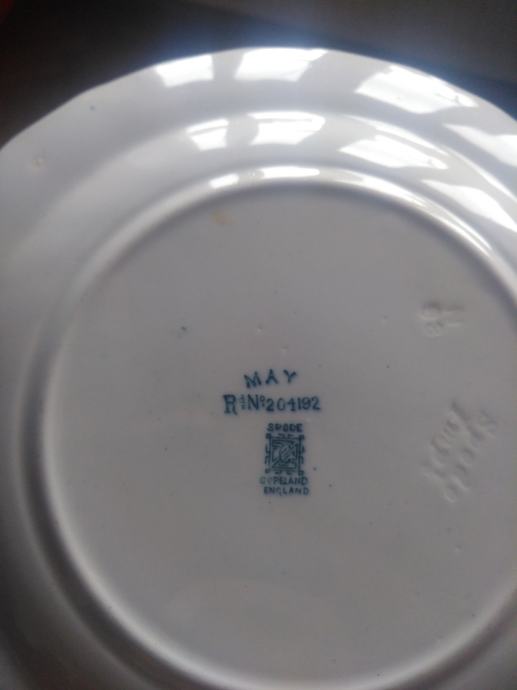 MAY
Rd No 204192
SPODE
COPELAND
ENGLAND